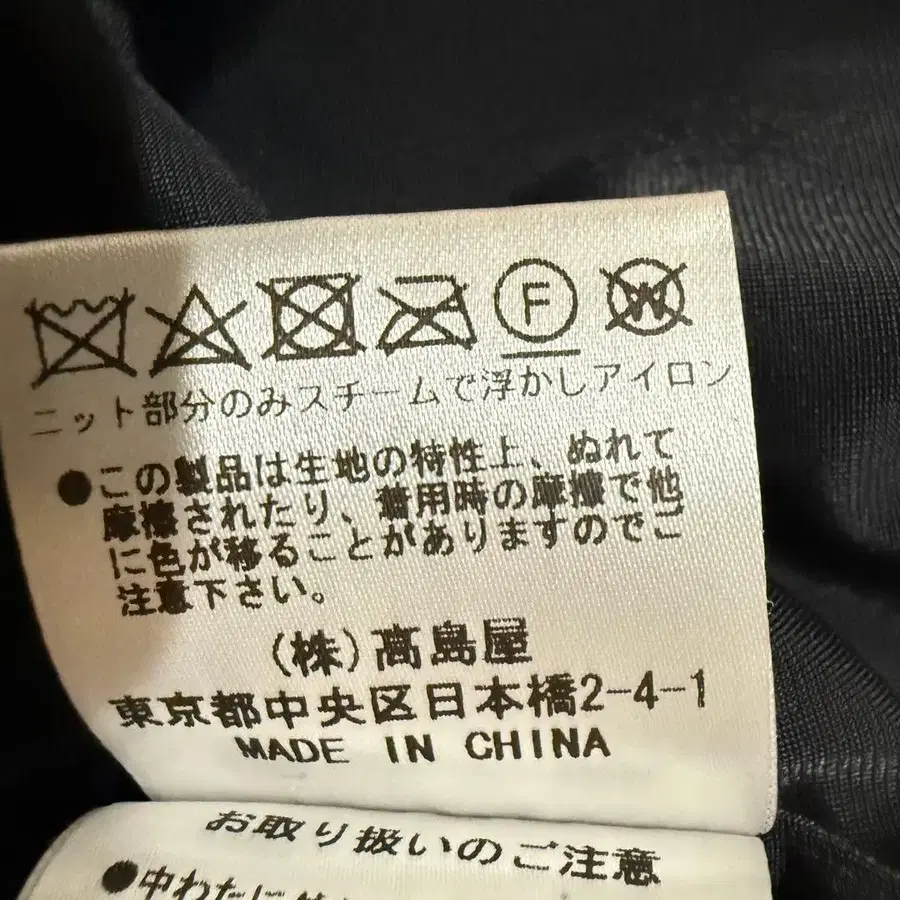 F
W
ニット部分のみスチームで浮かしアイロン
●この製品は生地の特性上、ぬれて
摩擦されたり、着用時の摩擦で他
に色が移ることがありますのでご
注意下さい。
(株)高島屋
東京都中央区日本橋2-4-1
MADE IN CHINA
お取り扱いのご注意
●中わたに